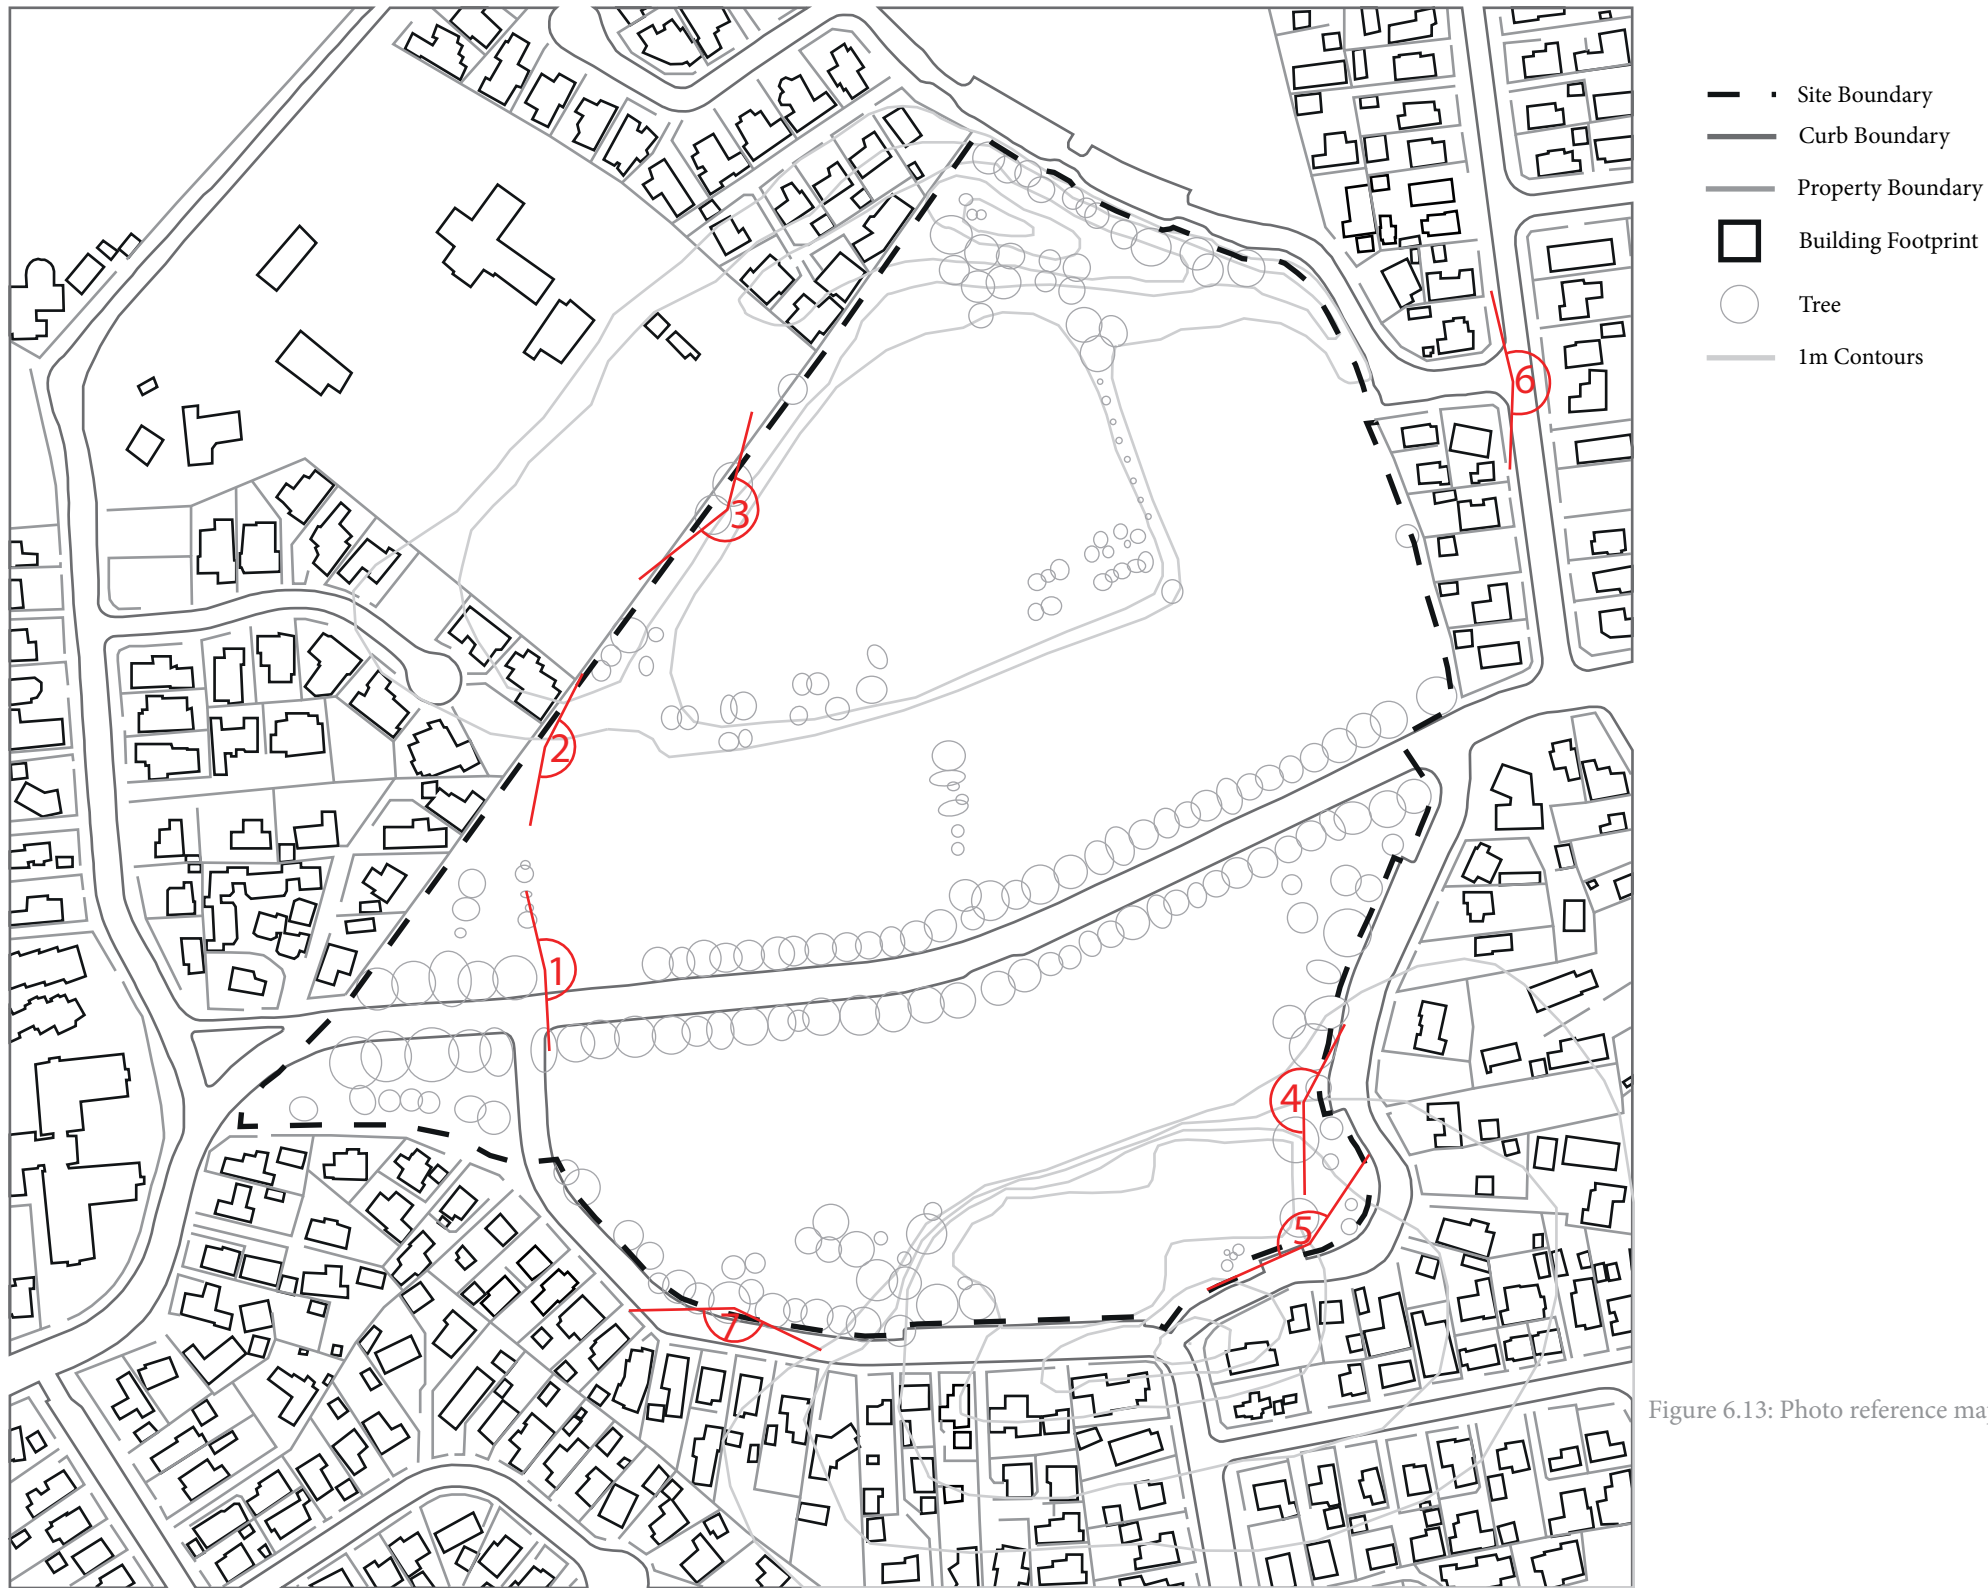 Site Boundary
Curb Boundary
Property Boundary
Building Footprint
Tree
1m Contours
6
3
2
1
4
5
7
Figure 6.13: Photo reference ma